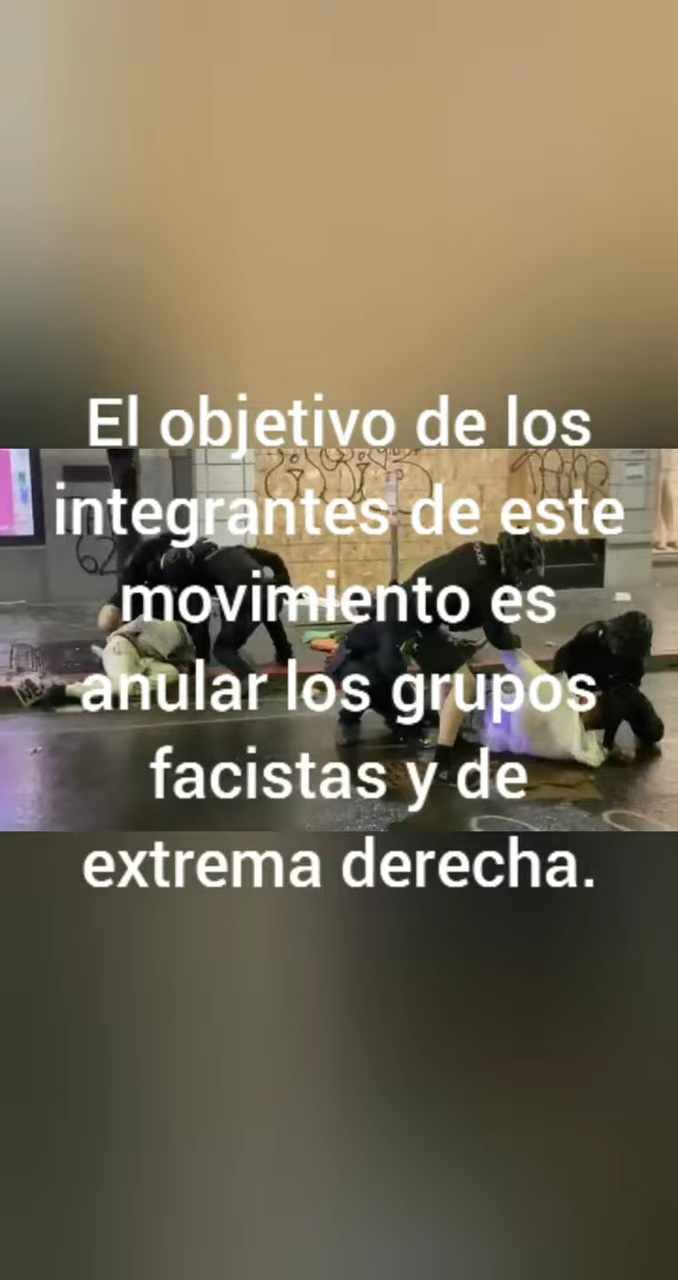 El objetivo de los
integrantes de este
movimiento es
anular los grupos
facistas y de
extrema derecha.